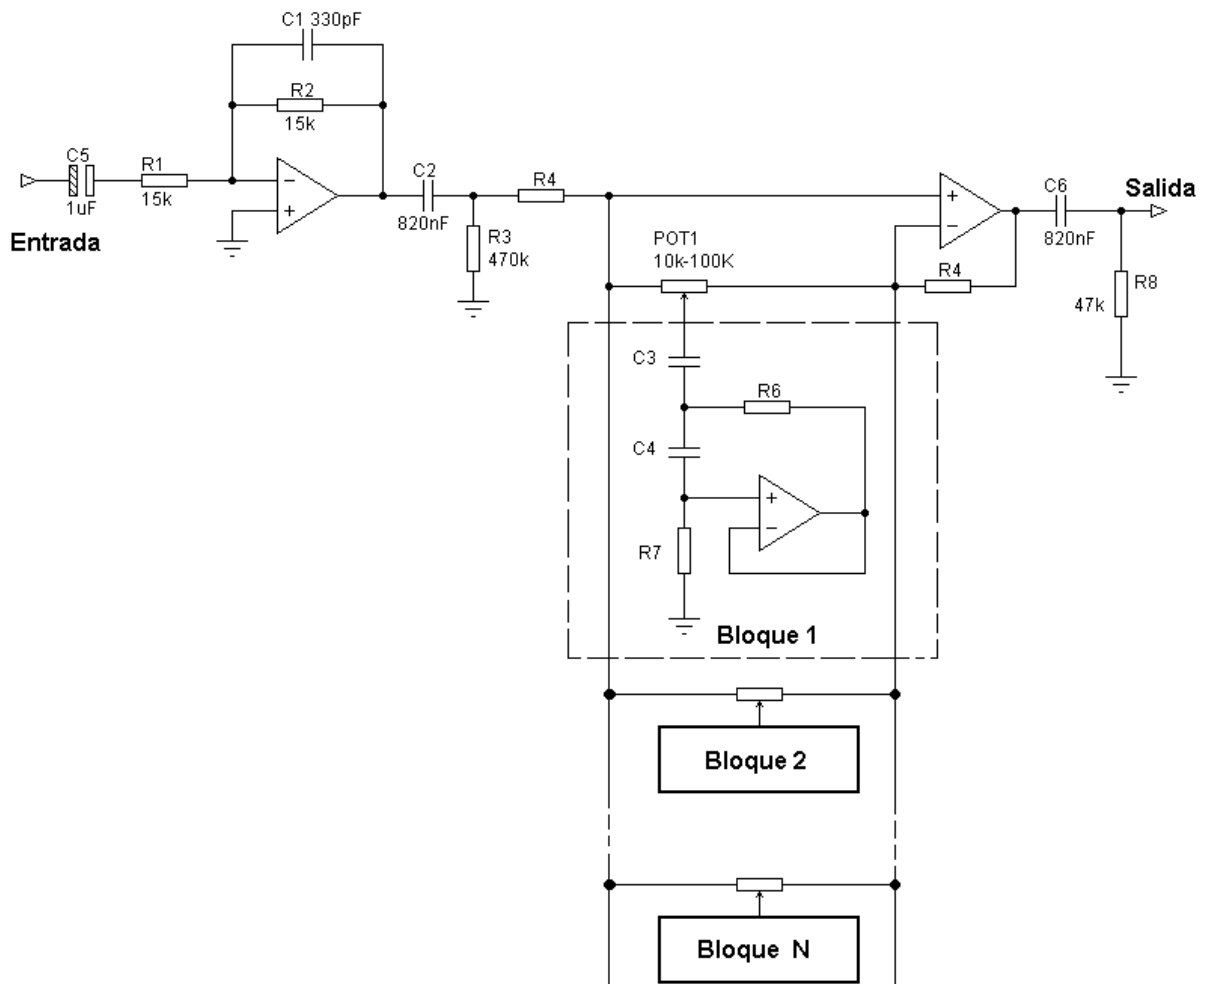 C1 330pF
R2
15k
C5
1uF
R1
15k
−
+
Entrada
C2
820nF
R3
470k
R4
POT1
10k-100K
+
−
R4
C6
820nF
Salida
R8
47k
C3
R6
C4
+
−
R7
Bloque 1
Bloque 2
Bloque N